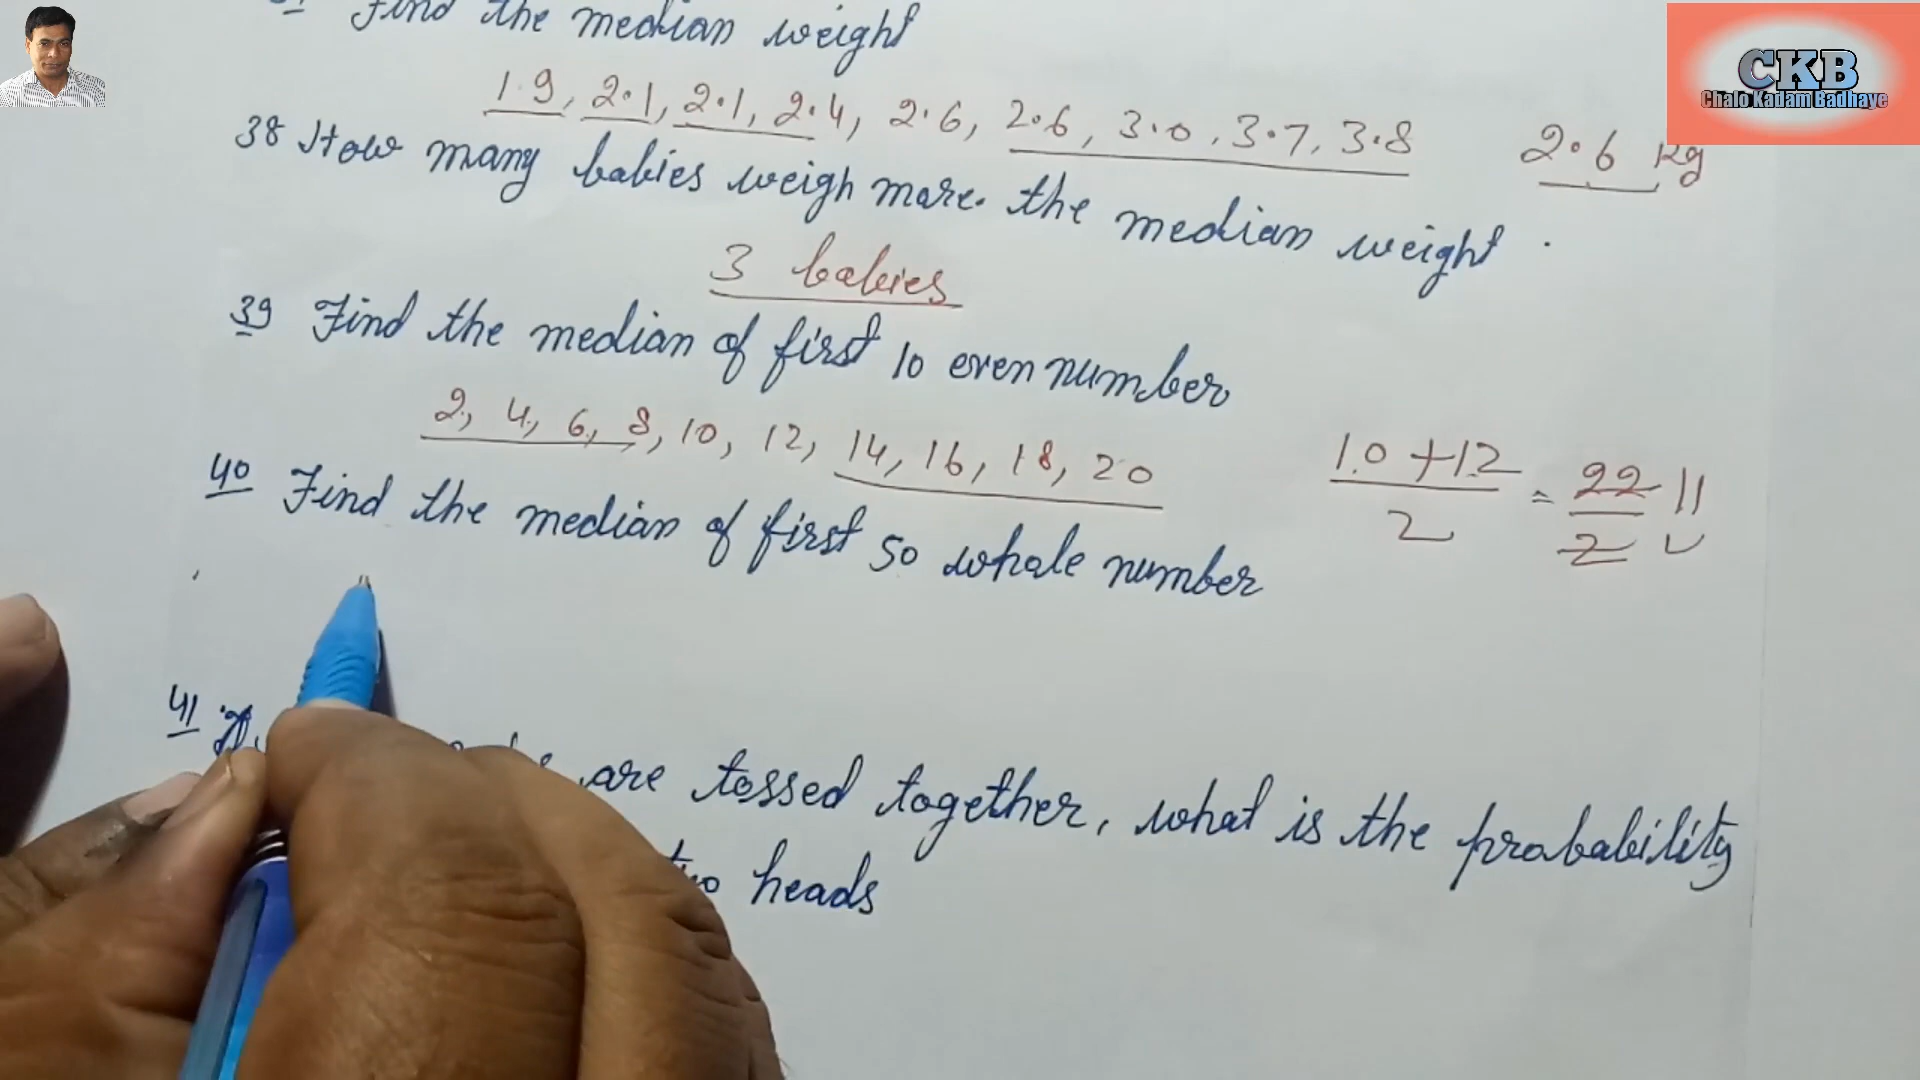 Find the median weight
CKB
Chalo Kadam Badhaye
1.9, 2.1, 2.1, 2.4, 2.6, 2.6, 3.0, 3.7, 3.8 2.6 Kg
38 How many babies weigh more. the median weight.
3 babies
39 Find the median of first 10 even number
2, 4, 6, 8, 10, 12, 14, 16, 18, 20
10+12 / 2 = 22 / 2 11
40 Find the median of first 50 whole number
41 are tossed together, what is the probability
heads